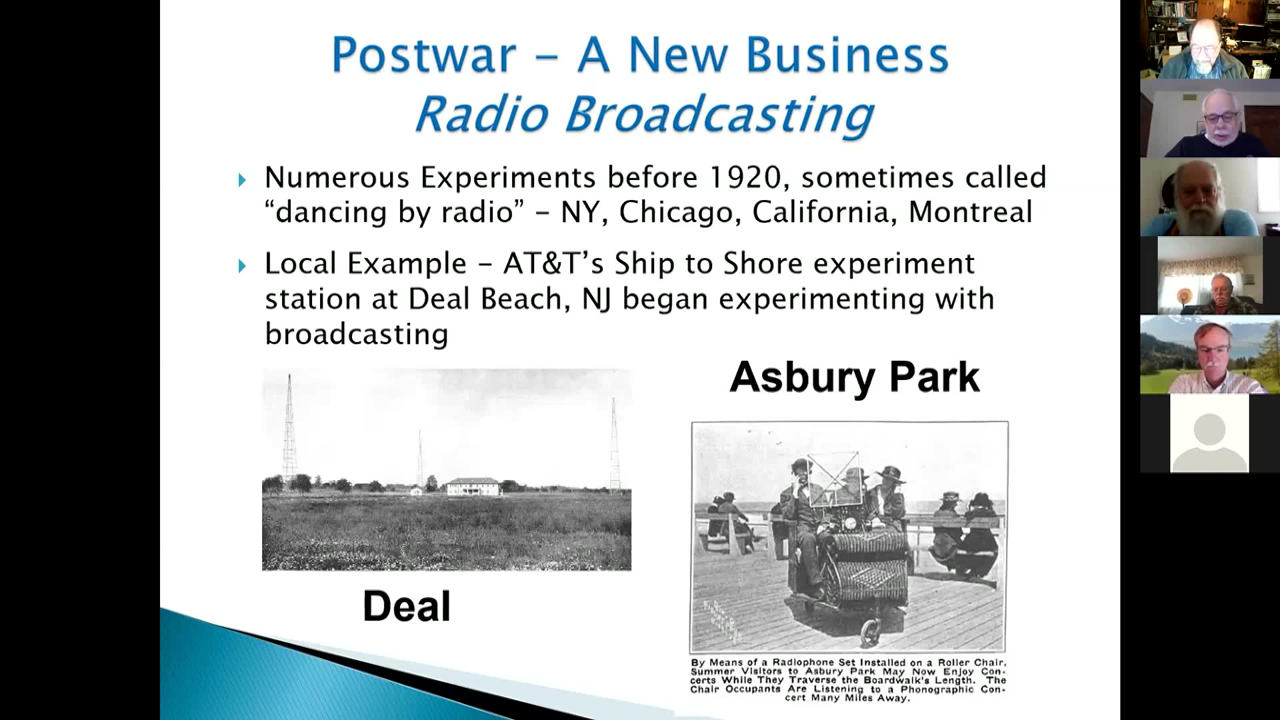 Postwar – A New Business
Radio Broadcasting
Numerous Experiments before 1920, sometimes called
“dancing by radio” – NY, Chicago, California, Montreal
Local Example – AT&T’s Ship to Shore experiment
station at Deal Beach, NJ began experimenting with
broadcasting
Asbury Park
Deal
By Means of a Radiophone Set Installed on a Roller Chair,
Summer Visitors to Asbury Park May Now Enjoy Con-
certs While They Traverse the Boardwalk's Length. The
Chair Occupants Are Listening to a Phonographic Con-
cert Many Miles Away.